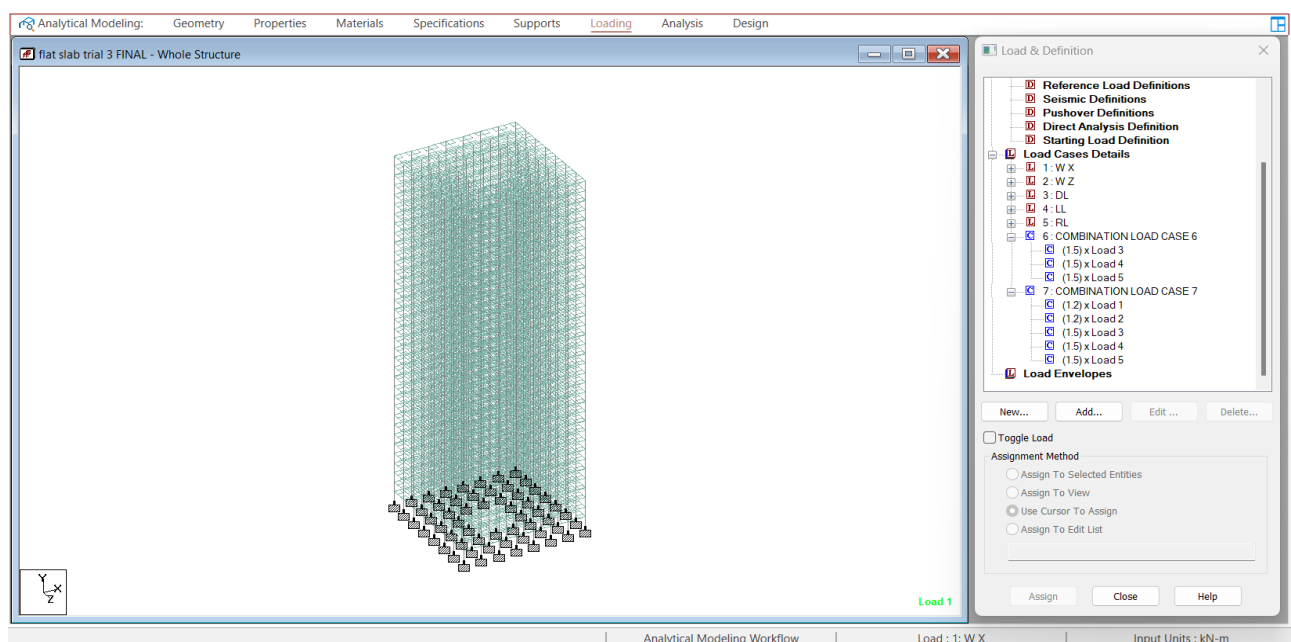 Analytical Modeling: Geometry Properties Materials Specifications Supports Loading Analysis Design
flat slab trial 3 FINAL - Whole Structure
Y
X
Z
Load 1
Load & Definition
Reference Load Definitions
Seismic Definitions
Pushover Definitions
Direct Analysis Definition
Starting Load Definition
Load Cases Details
1 : W X
2 : W Z
3 : DL
4 : LL
5 : RL
6 : COMBINATION LOAD CASE 6
(1.5) x Load 3
(1.5) x Load 4
(1.5) x Load 5
7 : COMBINATION LOAD CASE 7
(1.2) x Load 1
(1.2) x Load 2
(1.5) x Load 3
(1.5) x Load 4
(1.5) x Load 5
Load Envelopes
New... Add... Edit ... Delete...
Toggle Load
Assignment Method
Assign To Selected Entities
Assign To View
Use Cursor To Assign
Assign To Edit List
Assign Close Help
Analytical Modeling Workflow Load : 1: W X Input Units : kN-m